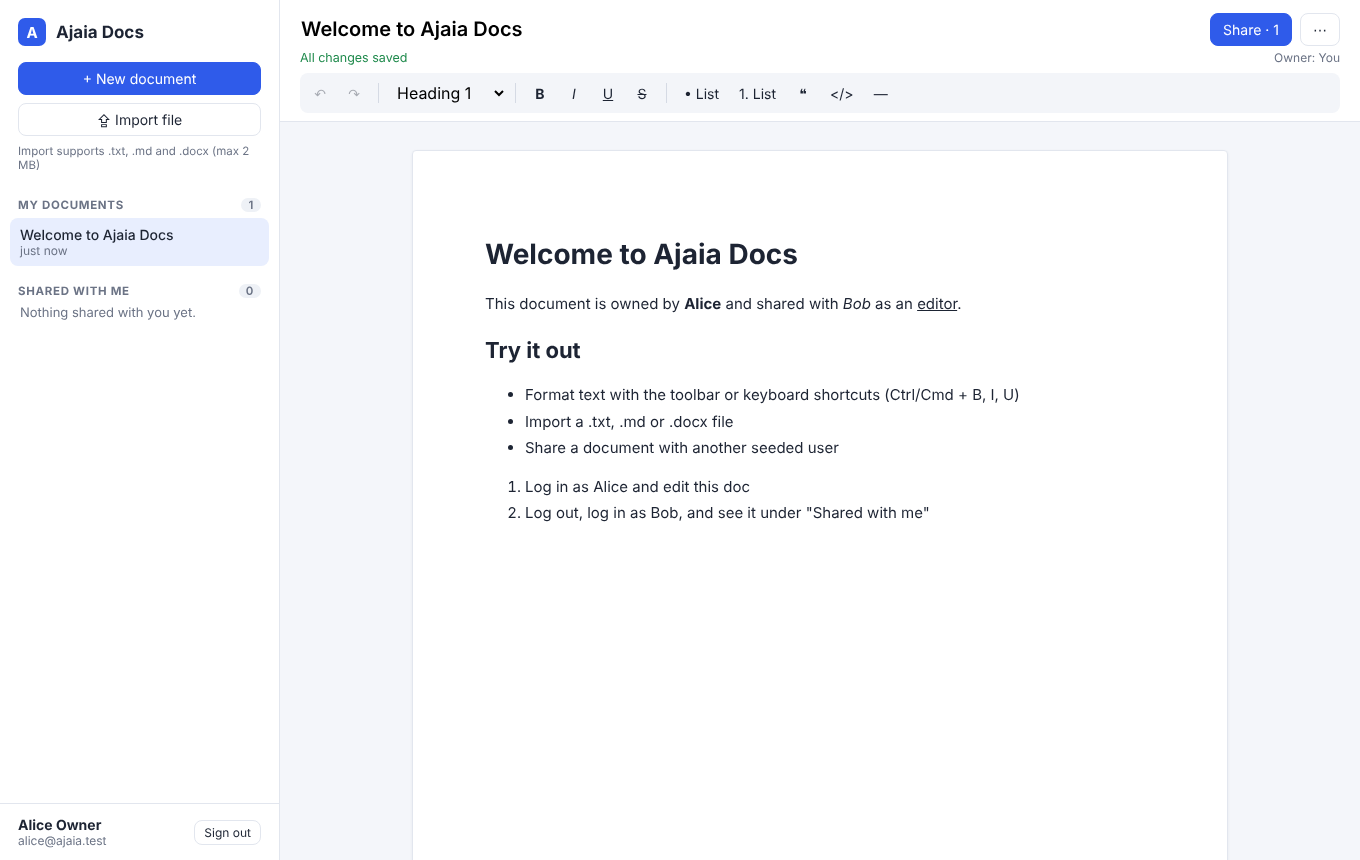 A Ajaia Docs
+ New document
⇪ Import file
Import supports .txt, .md and .docx (max 2
MB)
MY DOCUMENTS 1
Welcome to Ajaia Docs
just now
SHARED WITH ME 0
Nothing shared with you yet.
Alice Owner
alice@ajaia.test
Sign out
Welcome to Ajaia Docs
Share · 1 ⋯
All changes saved
Owner: You
↶ ↷ Heading 1 B I U S • List 1. List ❝ </> —
Welcome to Ajaia Docs
This document is owned by Alice and shared with Bob as an editor.
Try it out
• Format text with the toolbar or keyboard shortcuts (Ctrl/Cmd + B, I, U)
• Import a .txt, .md or .docx file
• Share a document with another seeded user
1. Log in as Alice and edit this doc
2. Log out, log in as Bob, and see it under "Shared with me"